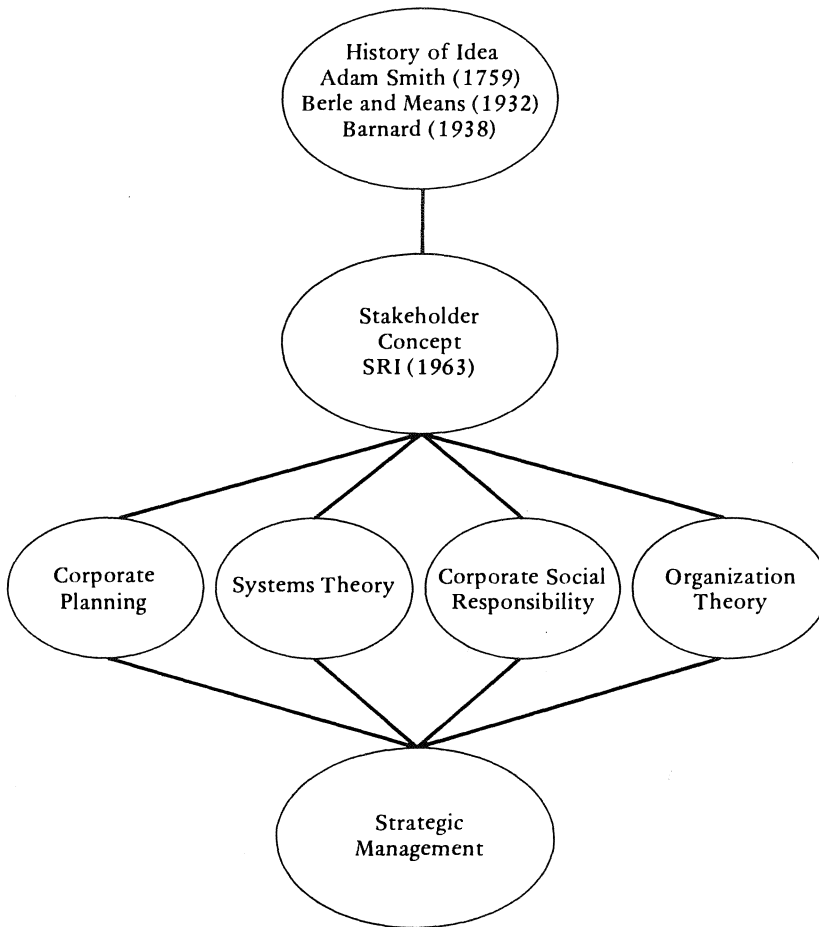 History of Idea
Adam Smith (1759)
Berle and Means (1932)
Barnard (1938)
Stakeholder
Concept
SRI (1963)
Corporate
Planning
Systems Theory
Corporate Social
Responsibility
Organization
Theory
Strategic
Management